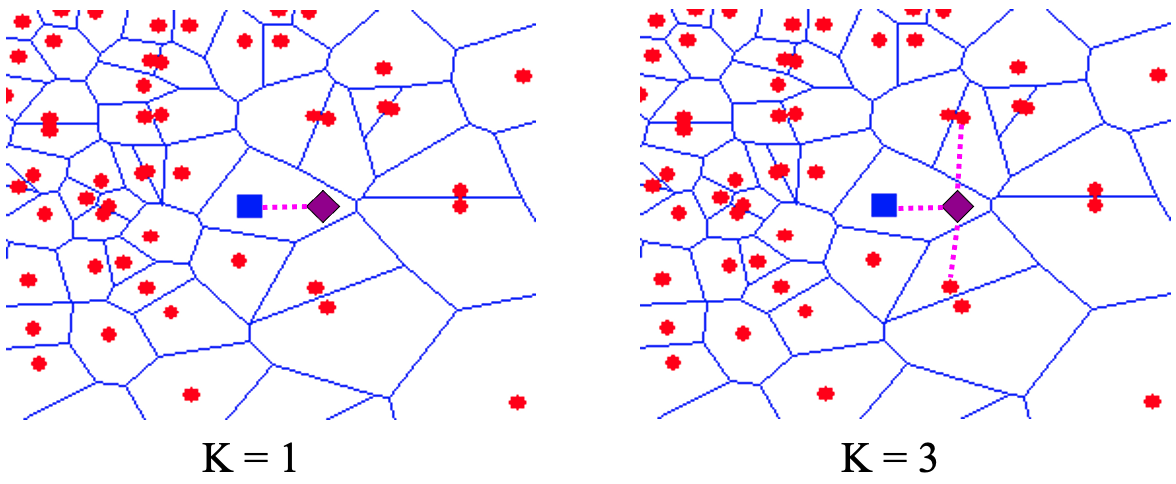 K = 1
K = 3